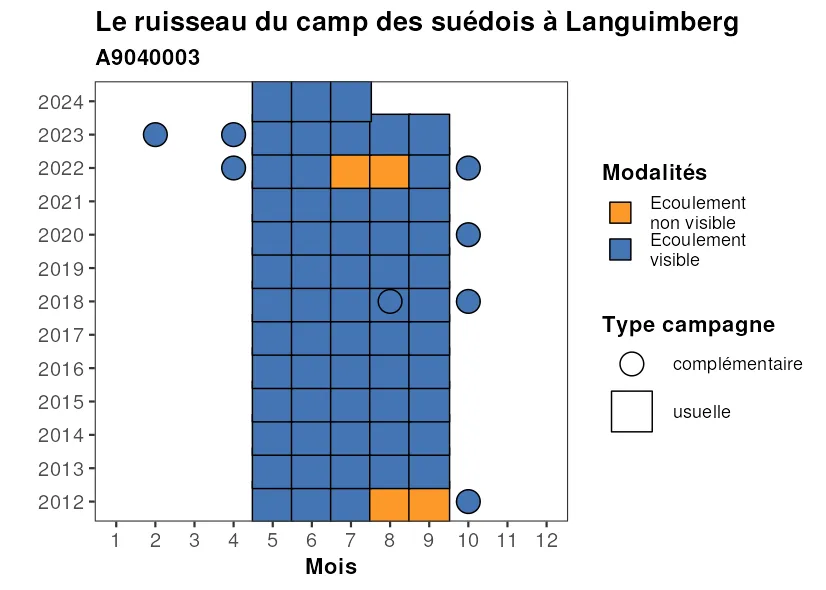 Le ruisseau du camp des suédois à Languimberg
A9040003
2024
2023
2022
2021
2020
2019
2018
2017
2016
2015
2014
2013
2012
1 2 3 4 5 6 7 8 9 10 11 12
Mois
Modalités
Ecoulement
non visible
Ecoulement
visible
Type campagne
complémentaire
usuelle